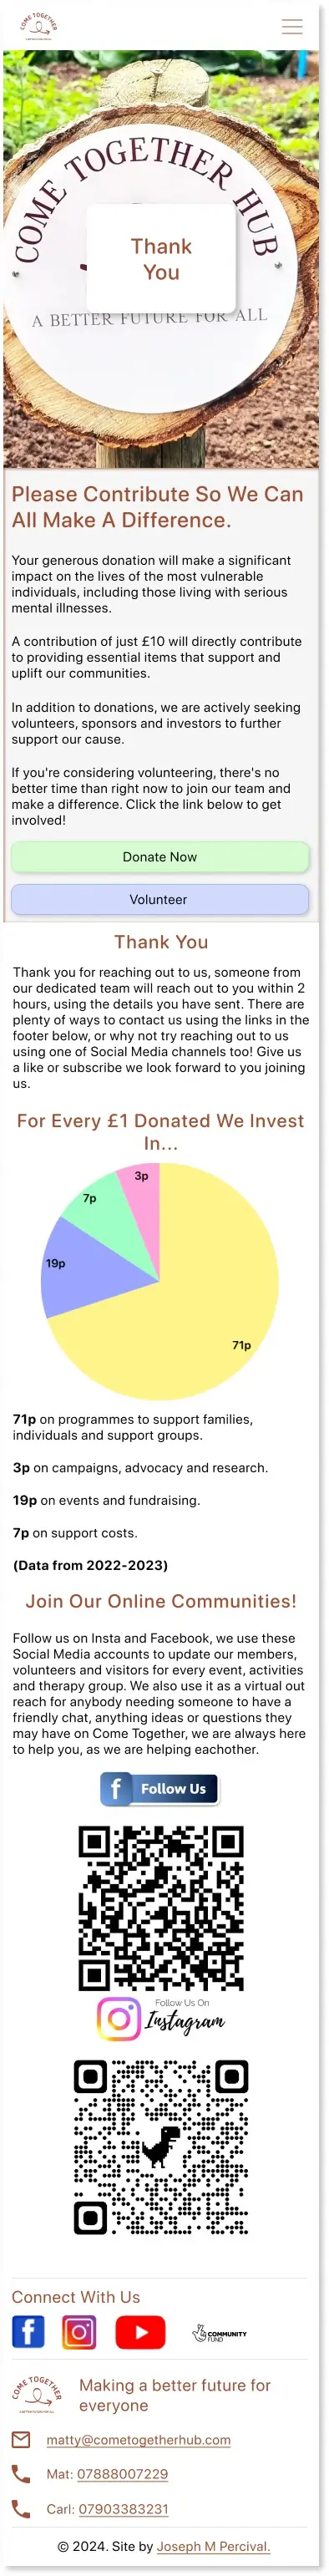 COME TOGETHER
COME TOGETHER HUB
Thank
You
A BETTER FUTURE FOR ALL
Please Contribute So We Can
All Make A Difference.
Your generous donation will make a significant
impact on the lives of the most vulnerable
individuals, including those living with serious
mental illnesses.
A contribution of just £10 will directly contribute
to providing essential items that support and
uplift our communities.
In addition to donations, we are actively seeking
volunteers, sponsors and investors to further
support our cause.
If you're considering volunteering, there's no
better time than right now to join our team and
make a difference. Click the link below to get
involved!
Donate Now
Volunteer
Thank You
Thank you for reaching out to us, someone from
our dedicated team will reach out to you within 2
hours, using the details you have sent. There are
plenty of ways to contact us using the links in the
footer below, or why not try reaching out to us
using one of Social Media channels too! Give us
a like or subscribe we look forward to you joining
us.
For Every £1 Donated We Invest
In...
3p
7p
19p
71p
71p on programmes to support families,
individuals and support groups.
3p on campaigns, advocacy and research.
19p on events and fundraising.
7p on support costs.
(Data from 2022-2023)
Join Our Online Communities!
Follow us on Insta and Facebook, we use these
Social Media accounts to update our members,
volunteers and visitors for every event, activities
and therapy group. We also use it as a virtual out
reach for anybody needing someone to have a
friendly chat, anything ideas or questions they
may have on Come Together, we are always here
to help you, as we are helping eachother.
f Follow Us
Follow Us On
Instagram
Connect With Us
COMMUNITY
FUND
COME TOGETHER
Making a better future for
everyone
matty@cometogetherhub.com
Mat: 07888007229
Carl: 07903383231
© 2024. Site by Joseph M Percival.